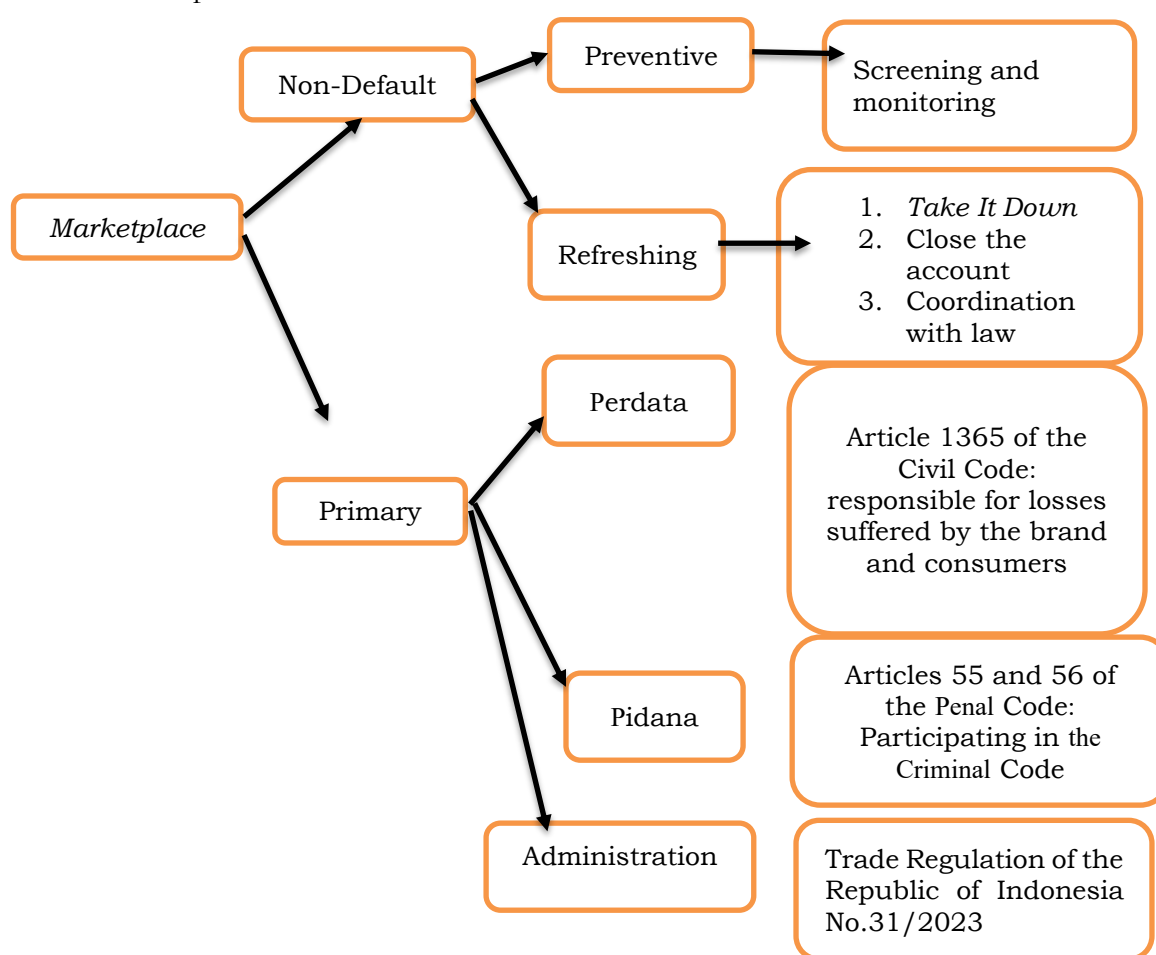 Preventive
Screening and
monitoring
Non-Default
Marketplace
Refreshing
1. Take It Down
2. Close the
account
3. Coordination
with law
Perdata
Article 1365 of the
Civil Code:
responsible for losses
suffered by the brand
and consumers
Primary
Pidana
Articles 55 and 56 of
the Penal Code:
Participating in the
Criminal Code
Administration
Trade Regulation of the
Republic of Indonesia
No.31/2023